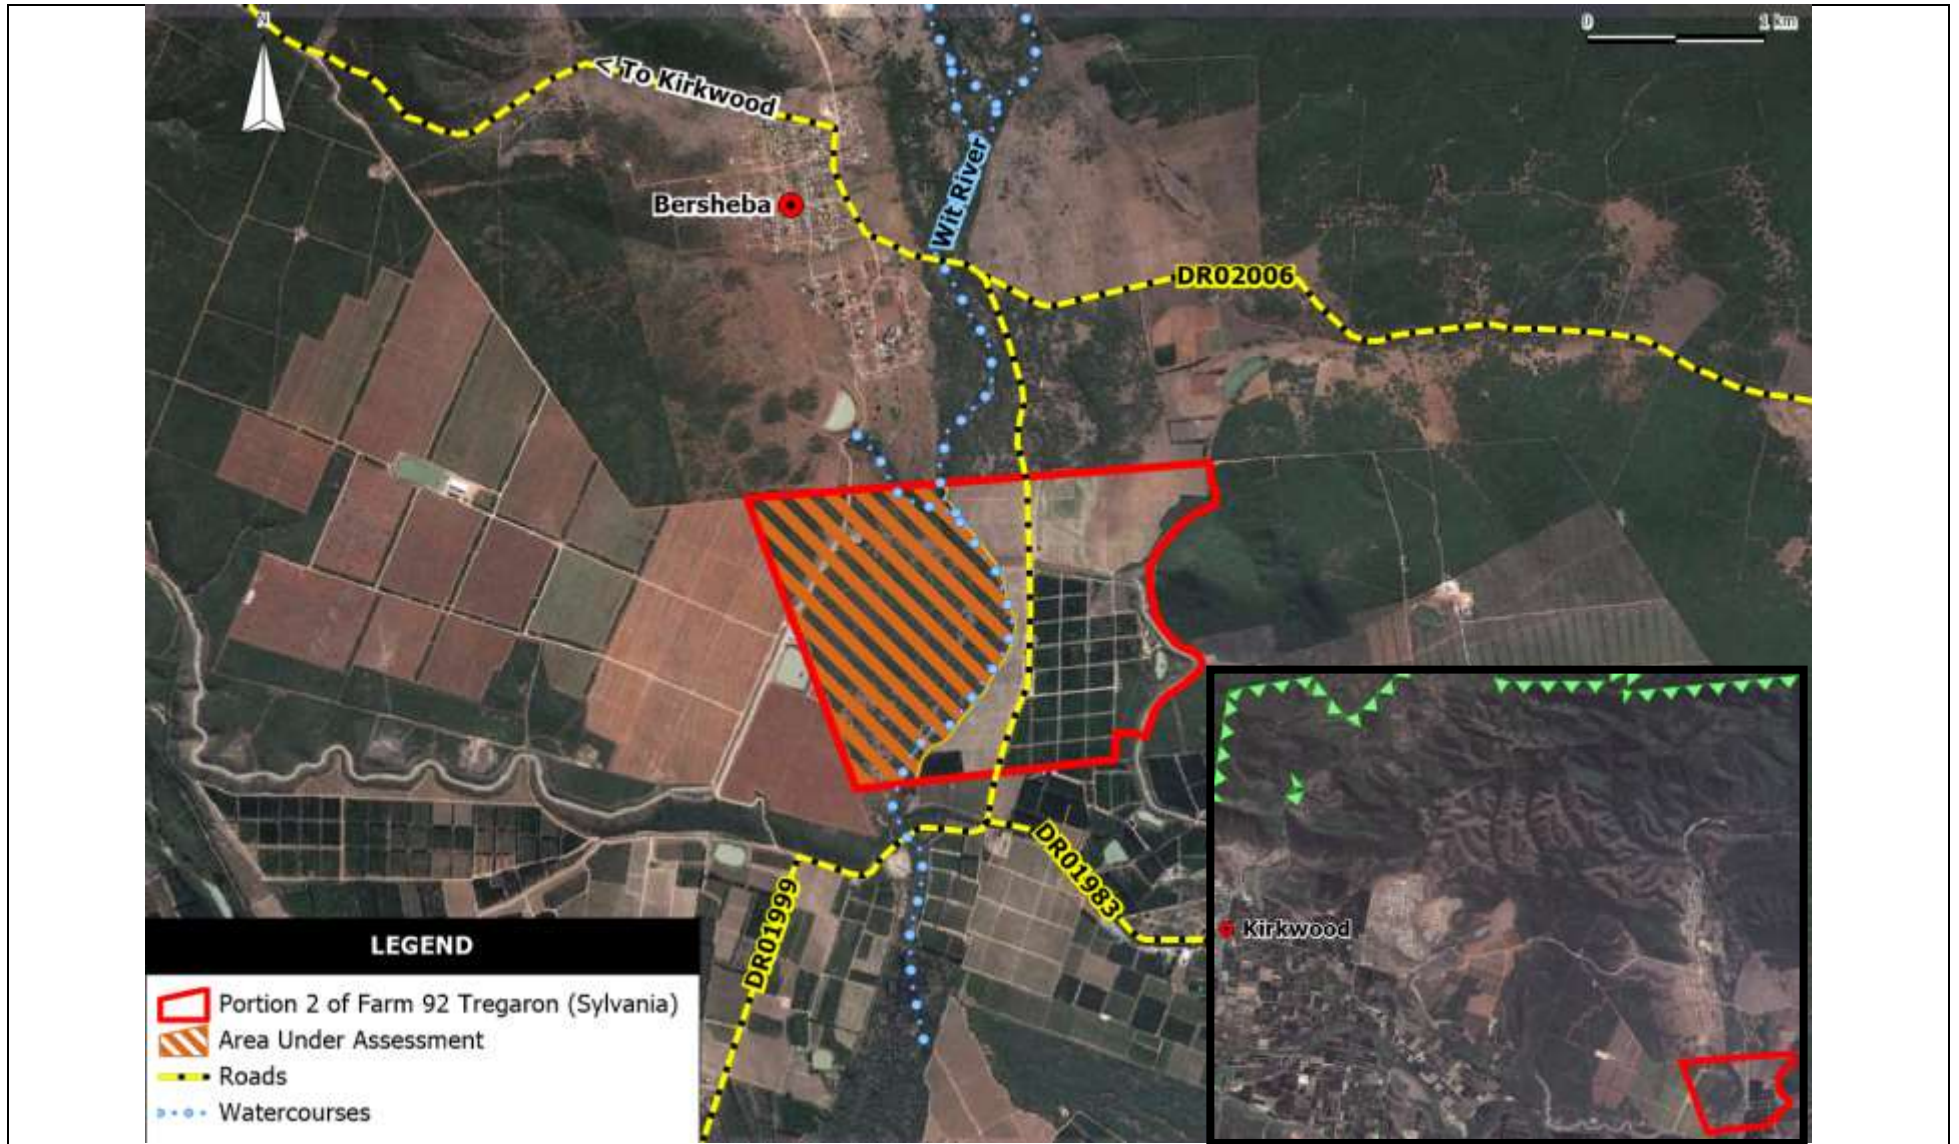 N
0 1 km
< To Kirkwood
Wit River
Bersheba
DR02006
DR01983
DR01999
Kirkwood
LEGEND
Portion 2 of Farm 92 Tregaron (Sylvania)
Area Under Assessment
Roads
Watercourses